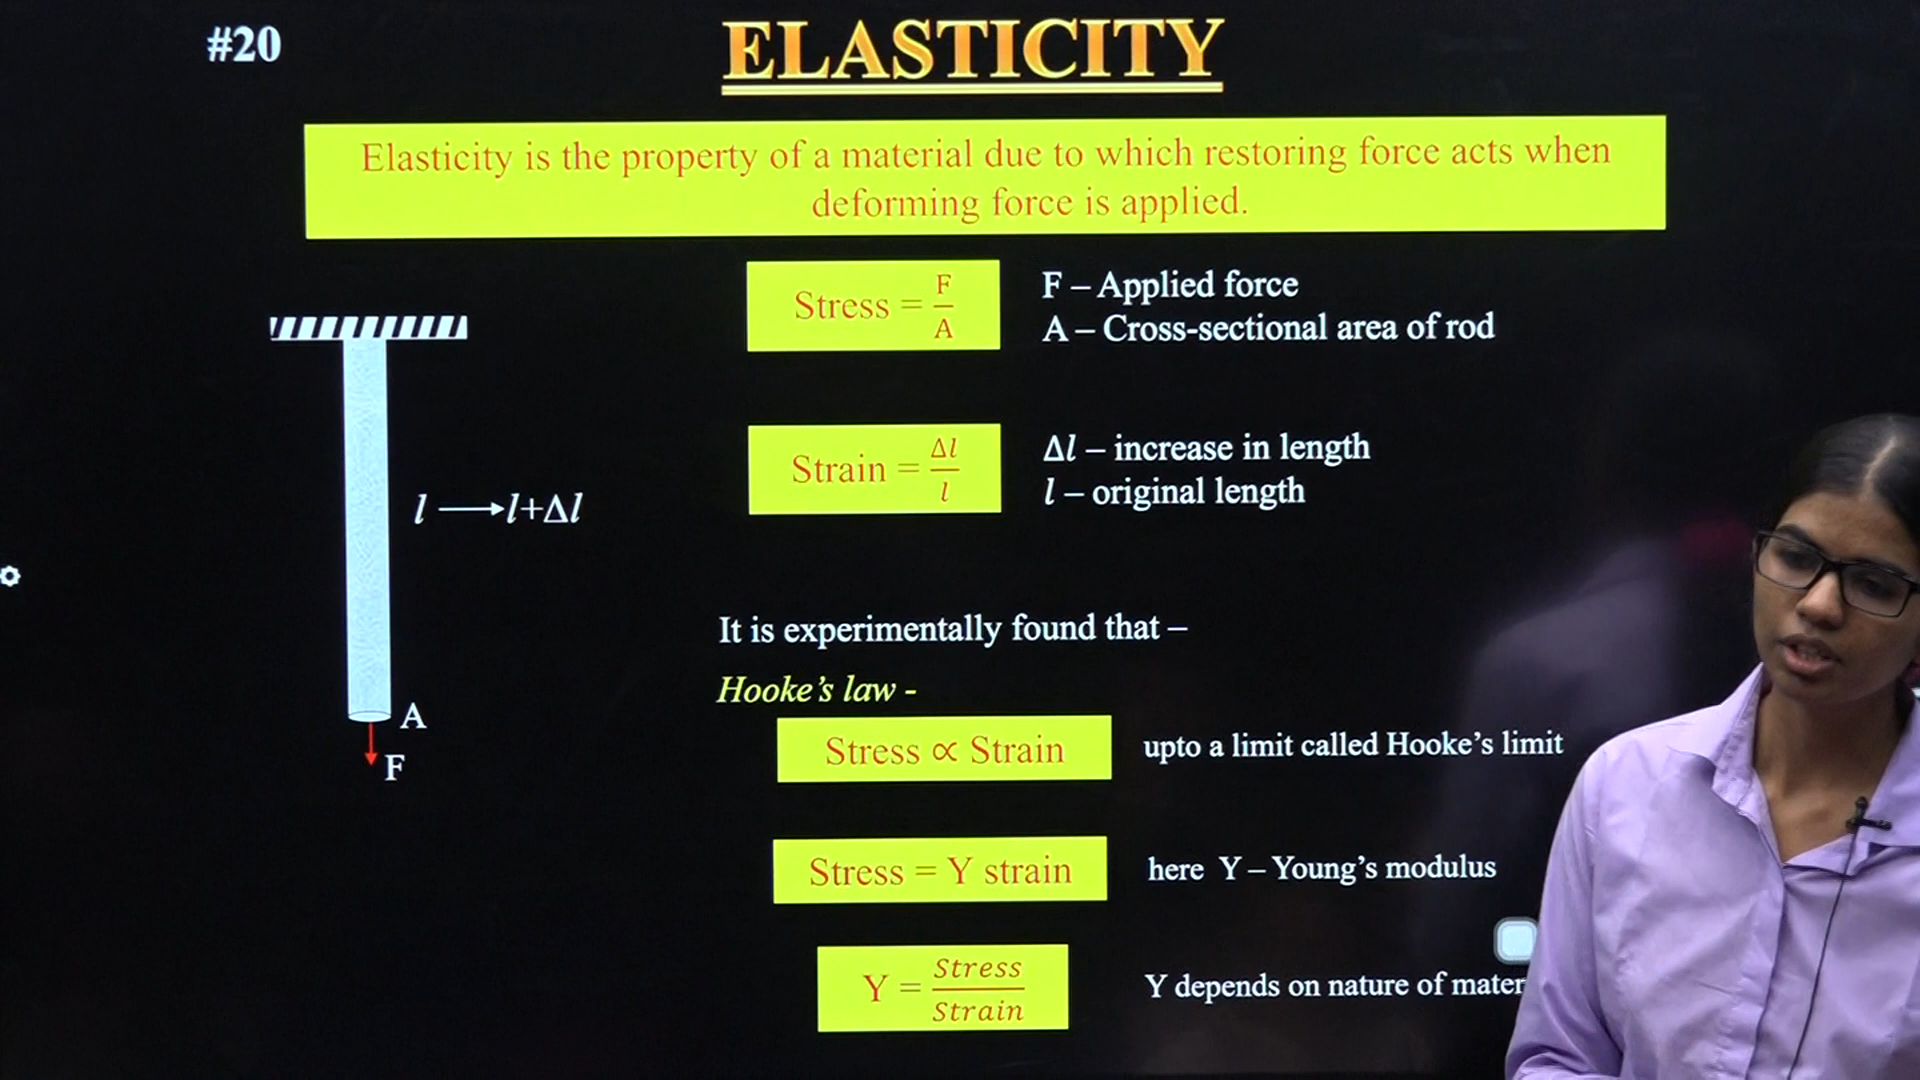 #20
ELASTICITY
Elasticity is the property of a material due to which restoring force acts when
deforming force is applied.
Stress = F/A
F – Applied force
A – Cross-sectional area of rod
Strain = Δl/l
Δl – increase in length
l – original length
l ⟶ l+Δl
A
F
It is experimentally found that –
Hooke's law -
Stress ∝ Strain
upto a limit called Hooke's limit
Stress = Y strain
here Y – Young's modulus
Y = Stress/Strain
Y depends on nature of mater